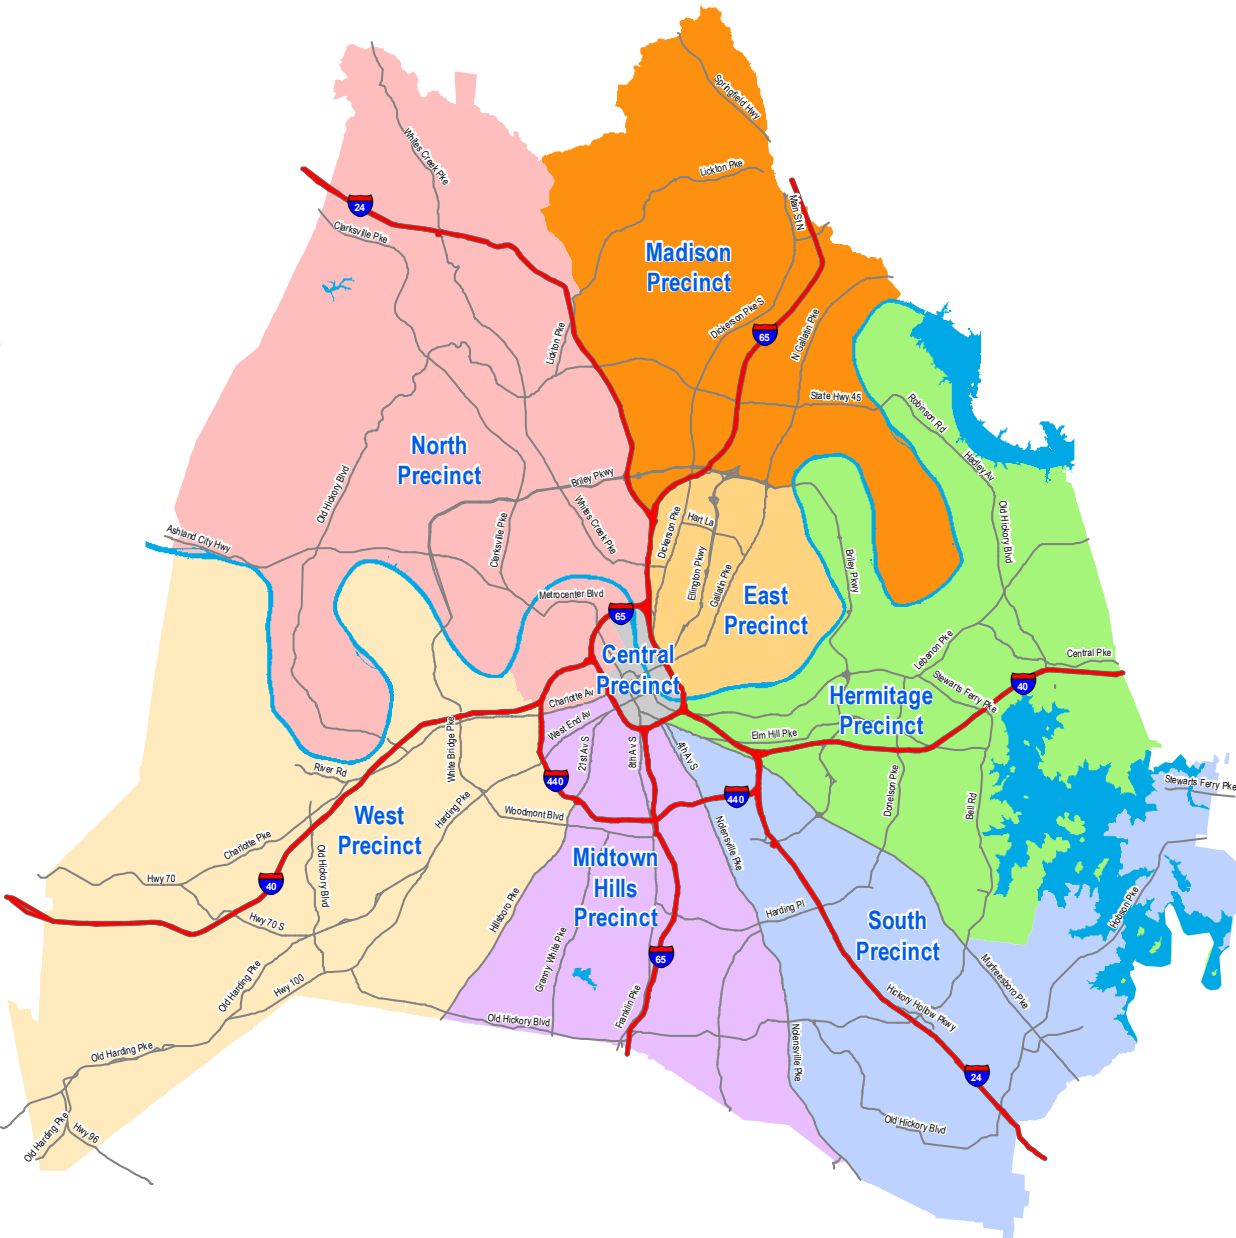 Springfield Hwy
Whites Creek Pke
Lickton Pke
24
Main St N
Clarksville Pke
Madison
Precinct
Dickerson Pke S
65
N Gallatin Pke
Lickton Pke
State Hwy 45
Robinson Rd
North
Precinct
Hadley Av
Briley Pkwy
Old Hickory Blvd
Whites Creek Pke
Clarksville Pke
Dickerson Pke
Hart La
Old Hickory Blvd
Ashland City Hwy
Ellington Pkwy
Gallatin Pke
Briley Pkwy
Metrocenter Blvd
65
East
Precinct
Lebanon Pke
Central Pke
Central
Precinct
Stewarts Ferry Pke
40
Hermitage
Precinct
Charlotte Av
West End Av
Elm Hill Pke
White Bridge Pke
21st Av S
8th Av S
4th Av S
River Rd
440
440
Donelson Pke
Bell Rd
Stewarts Ferry Pke
West
Precinct
Harding Pke
Woodmont Blvd
Nolensville Pke
Charlotte Pke
Old Hickory Blvd
Midtown
Hills
Precinct
Hwy 70
40
Hillsboro Pke
Harding Pl
Hobson Pke
Hwy 70 S
South
Precinct
Granny White Pke
65
Old Harding Pke
Hwy 100
Murfreesboro Pke
Franklin Pke
Hickory Hollow Pkwy
Old Hickory Blvd
Nolensville Pke
Old Harding Pke
24
Old Hickory Blvd
Old Harding Pke
Hwy 96